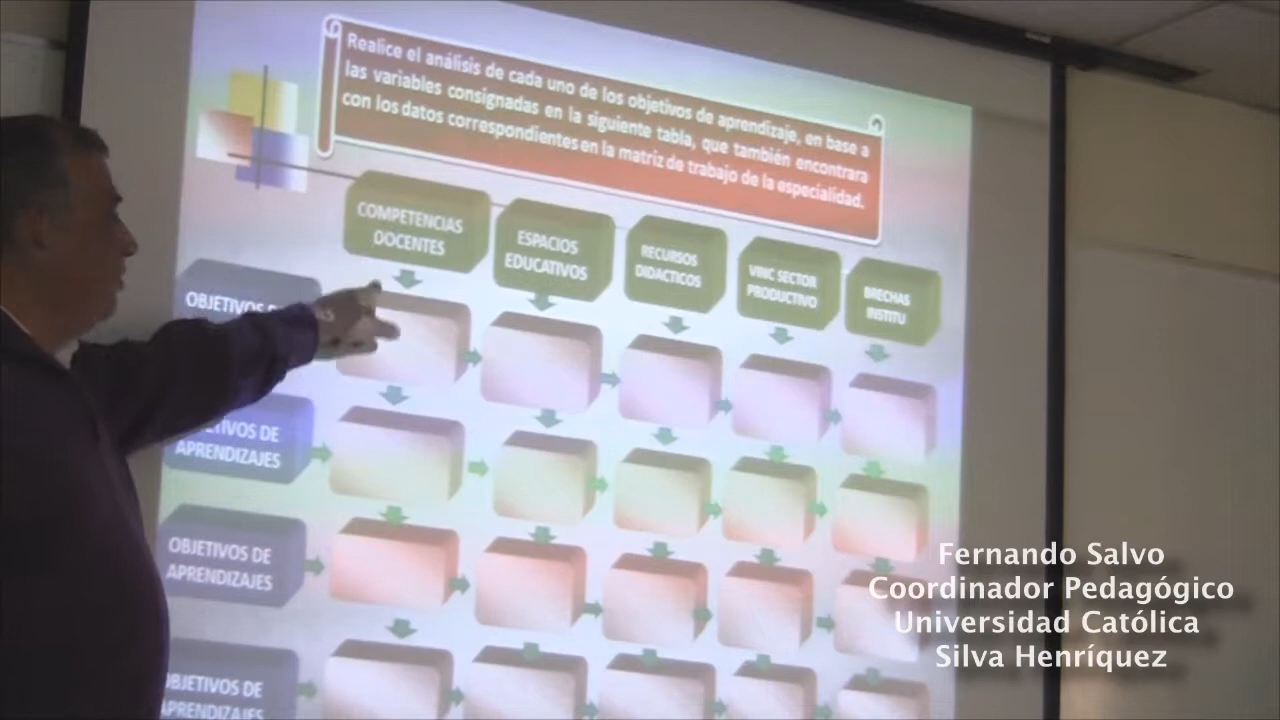 Realice el análisis de cada uno de los objetivos de aprendizaje, en base a
las variables consignadas en la siguiente tabla, que también encontrara
con los datos correspondientes en la matriz de trabajo de la especialidad.
COMPETENCIAS
DOCENTES
ESPACIOS
EDUCATIVOS
RECURSOS
DIDACTICOS
VINC SECTOR
PRODUCTIVO
BRECHAS
INSTITU
OBJETIVOS
DE
APRENDIZAJES
OBJETIVOS DE
APRENDIZAJES
OBJETIVOS DE
APRENDIZAJES
Fernando Salvo
Coordinador Pedagógico
Universidad Católica
Silva Henríquez